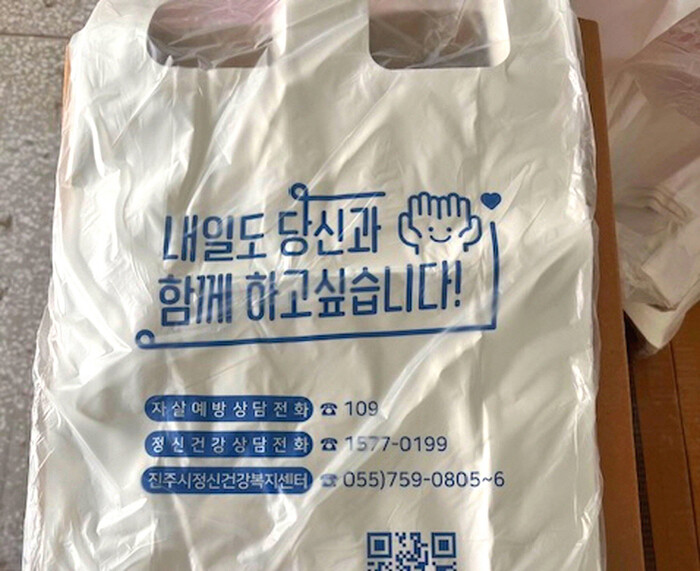 내일도 당신과
함께 하고싶습니다!
자살예방상담전화 ☎ 109
정신건강상담전화 ☎ 1577-0199
진주시정신건강복지센터 ☎ 055)759-0805~6